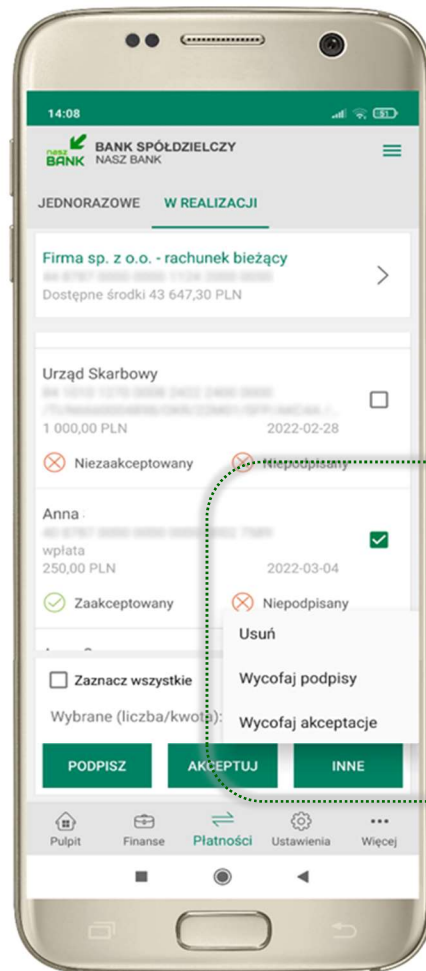 14:08
51
nasz BANK BANK SPÓŁDZIELCZY
NASZ BANK
JEDNORAZOWE W REALIZACJI
Firma sp. z o.o. - rachunek bieżący
Dostępne środki 43 647,30 PLN
Urząd Skarbowy
1 000,00 PLN 2022-02-28
Niezaakceptowany Niepodpisany
Anna
wpłata
250,00 PLN 2022-03-04
Zaakceptowany Niepodpisany
Usuń
Zaznacz wszystkie Wycofaj podpisy
Wybrane (liczba/kwota): Wycofaj akceptacje
PODPISZ AKCEPTUJ INNE
Pulpit Finanse Płatności Ustawienia Więcej